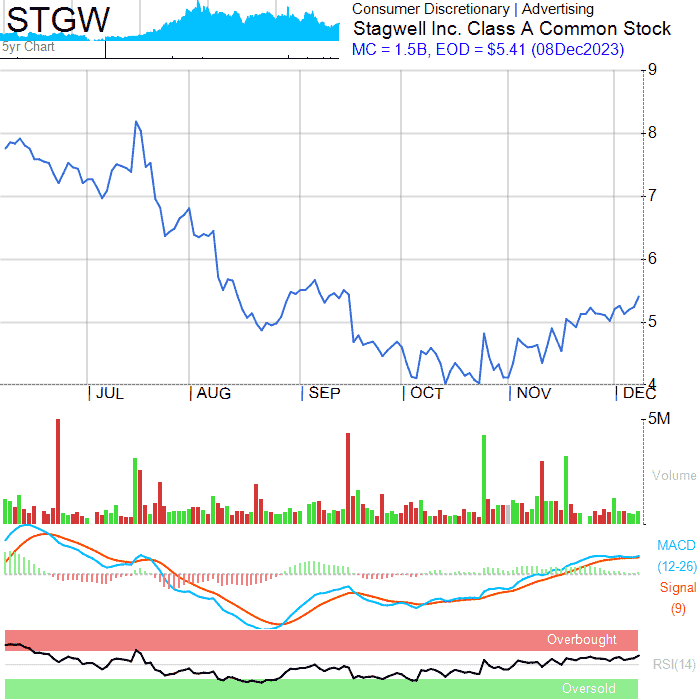 STGW
5yr Chart
Consumer Discretionary | Advertising
Stagwell Inc. Class A Common Stock
MC = 1.5B, EOD = $5.41 (08Dec2023)
9
8
7
6
5
4
JUL AUG SEP OCT NOV DEC
5M
Volume
MACD
(12-26)
Signal
(9)
Overbought
RSI(14)
Oversold